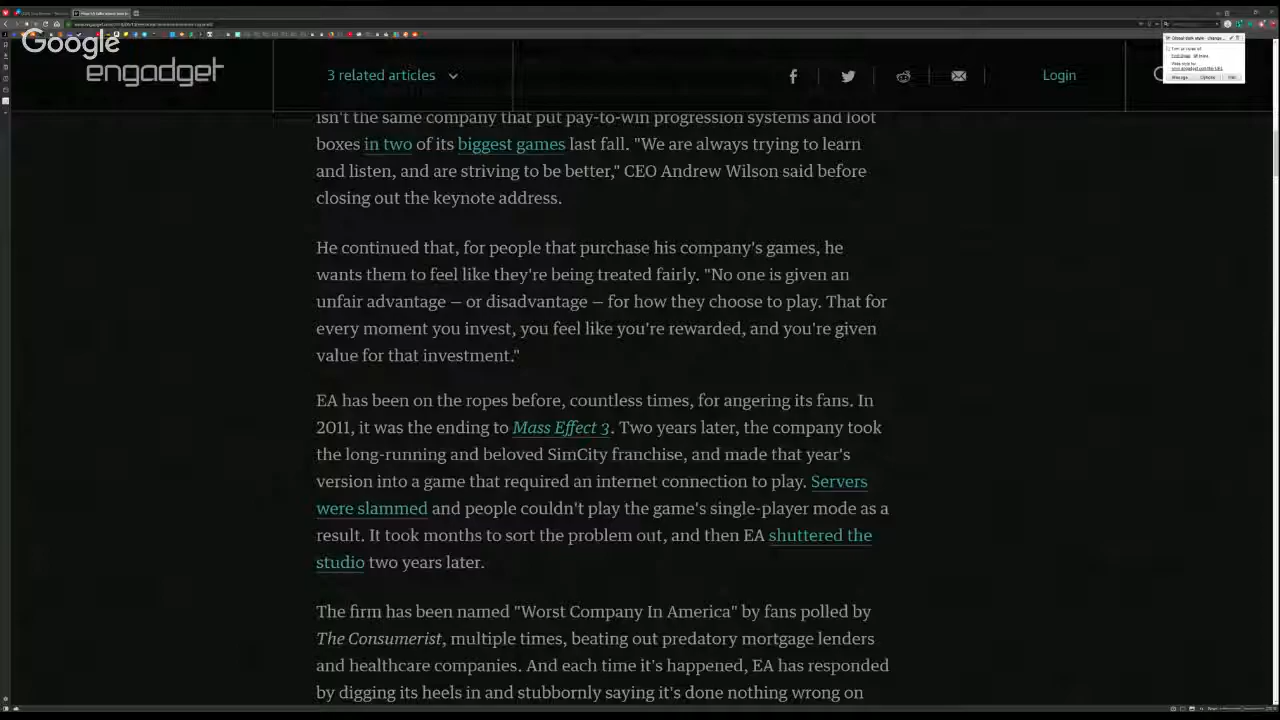 Google
engadget
3 related articles
Login
isn't the same company that put pay-to-win progression systems and loot
boxes in two of its biggest games last fall. "We are always trying to learn
and listen, and are striving to be better," CEO Andrew Wilson said before
closing out the keynote address.
He continued that, for people that purchase his company's games, he
wants them to feel like they're being treated fairly. "No one is given an
unfair advantage — or disadvantage — for how they choose to play. That for
every moment you invest, you feel like you're rewarded, and you're given
value for that investment."
EA has been on the ropes before, countless times, for angering its fans. In
2011, it was the ending to Mass Effect 3. Two years later, the company took
the long-running and beloved SimCity franchise, and made that year's
version into a game that required an internet connection to play. Servers
were slammed and people couldn't play the game's single-player mode as a
result. It took months to sort the problem out, and then EA shuttered the
studio two years later.
The firm has been named "Worst Company In America" by fans polled by
The Consumerist, multiple times, beating out predatory mortgage lenders
and healthcare companies. And each time it's happened, EA has responded
by digging its heels in and stubbornly saying it's done nothing wrong on